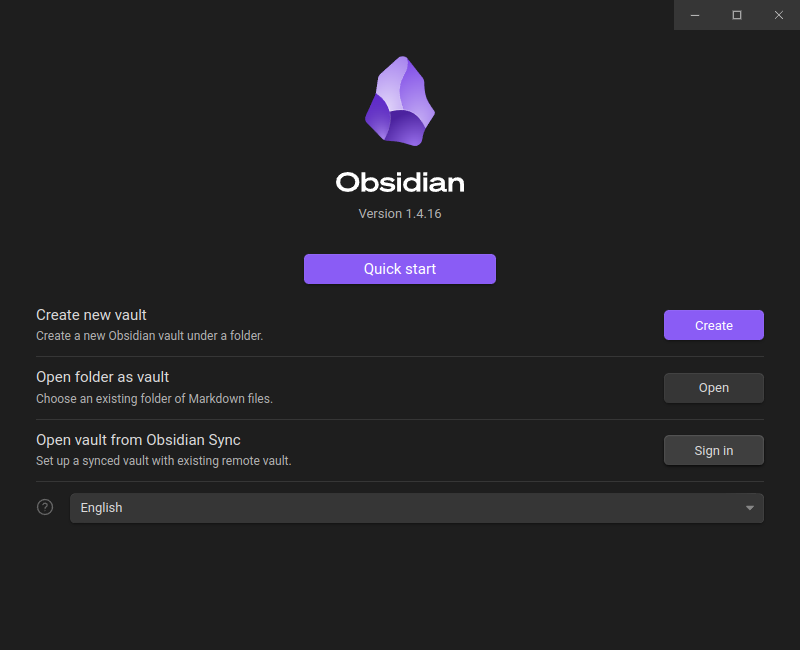 Obsidian
Version 1.4.16
Quick start
Create new vault
Create a new Obsidian vault under a folder.
Create
Open folder as vault
Choose an existing folder of Markdown files.
Open
Open vault from Obsidian Sync
Set up a synced vault with existing remote vault.
Sign in
?
English